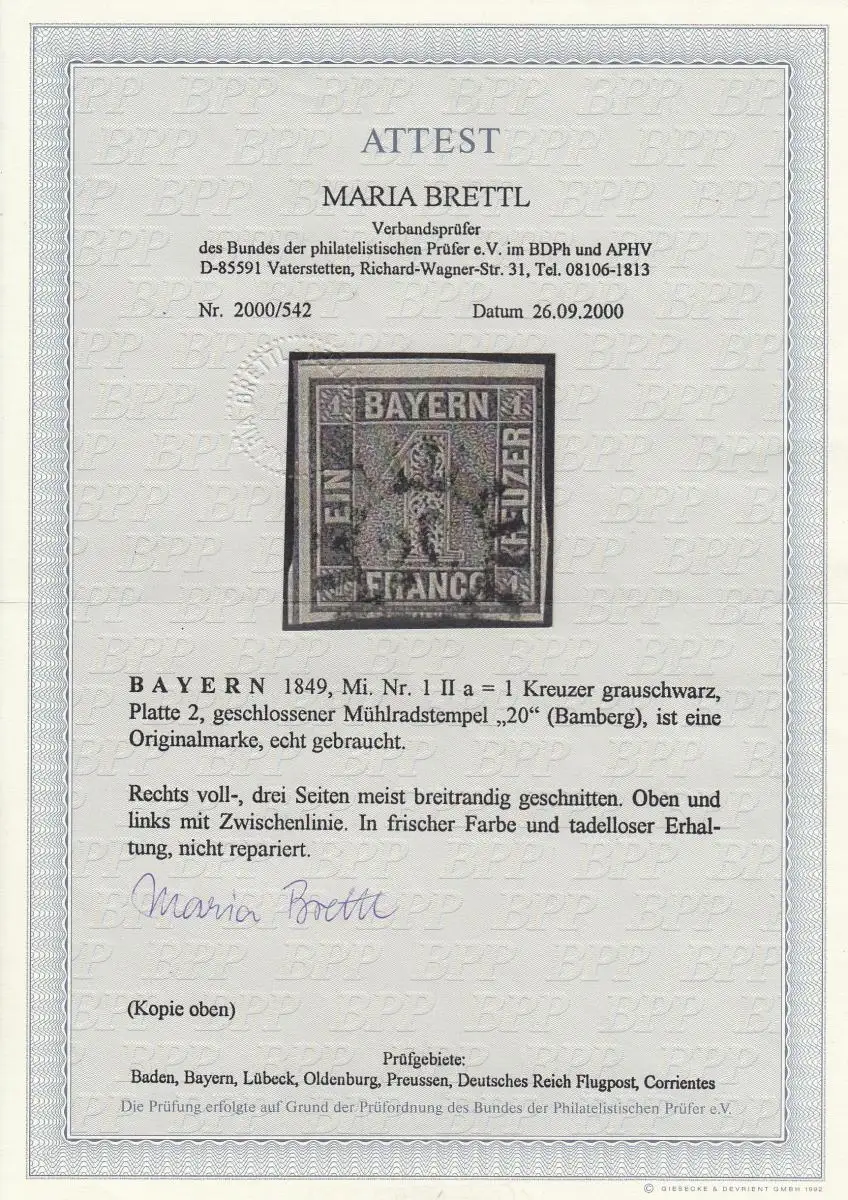 ATTEST
MARIA BRETTL
Verbandsprüfer
des Bundes der philatelistischen Prüfer e.V. im BDPh und APHV
D-85591 Vaterstetten, Richard-Wagner-Str. 31, Tel. 08106-1813
Nr. 2000/542 Datum 26.09.2000
1 BAYERN 1
EIN
1
KREUZER
FRANCO 1
BAYERN 1849, Mi. Nr. 1 II a = 1 Kreuzer grauschwarz,
Platte 2, geschlossener Mühlradstempel „20“ (Bamberg), ist eine
Originalmarke, echt gebraucht.
Rechts voll-, drei Seiten meist breitrandig geschnitten. Oben und
links mit Zwischenlinie. In frischer Farbe und tadelloser Erhal-
tung, nicht repariert.
Maria Brettl
(Kopie oben)
Prüfgebiete:
Baden, Bayern, Lübeck, Oldenburg, Preussen, Deutsches Reich Flugpost, Corrientes
Die Prüfung erfolgte auf Grund der Prüfordnung des Bundes der Philatelistischen Prüfer e.V.
© GIESECKE & DEVRIENT GMBH 1992